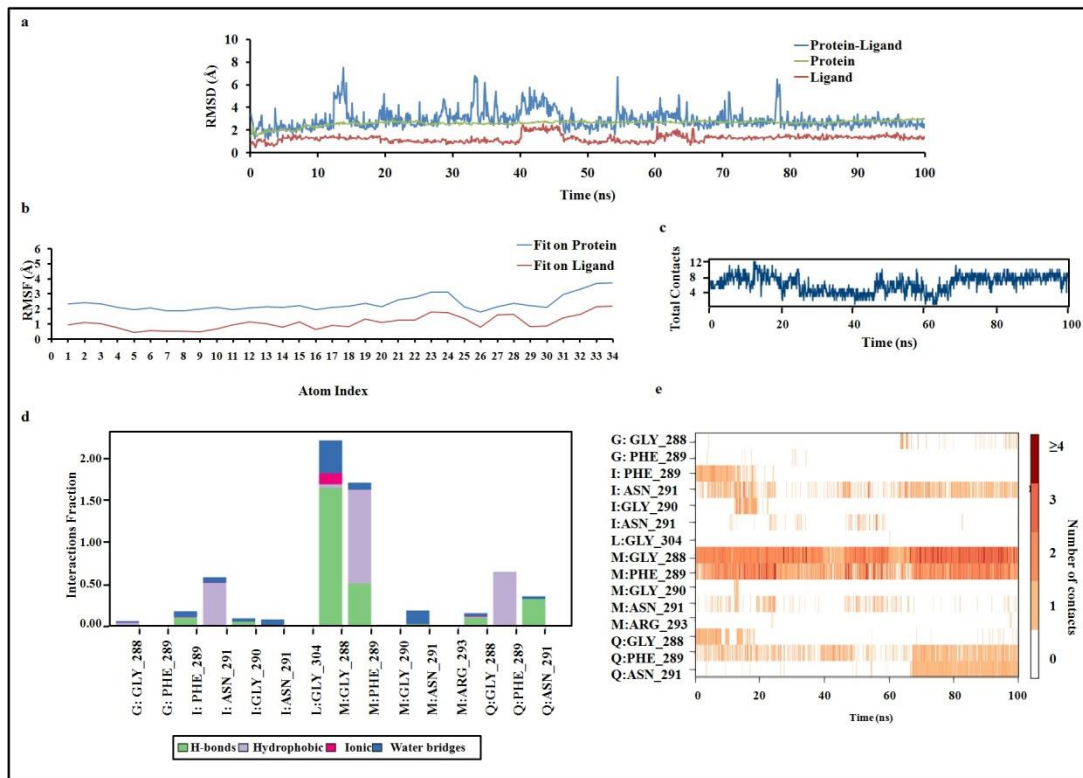 a
RMSD (Å)
10
8
6
4
2
0
Protein-Ligand
Protein
Ligand
0 10 20 30 40 50 60 70 80 90 100
Time (ns)
b
RMSF (Å)
6
5
4
3
2
1
0
Fit on Protein
Fit on Ligand
0 1 2 3 4 5 6 7 8 9 10 11 12 13 14 15 16 17 18 19 20 21 22 23 24 25 26 27 28 29 30 31 32 33 34
Atom Index
c
Total Contacts
12
8
4
0 20 40 60 80 100
Time (ns)
d
Interactions Fraction
2.00
1.50
1.00
0.50
0.00
G: GLY_288
G: PHE_289
I: PHE_289
I: ASN_291
I:GLY_290
I:ASN_291
L:GLY_304
M:GLY_288
M:PHE_289
M:GLY_290
M:ASN_291
M:ARG_293
Q:GLY_288
Q:PHE_289
Q:ASN_291
H-bonds Hydrophobic Ionic Water bridges
e
G: GLY_288
G: PHE_289
I: PHE_289
I: ASN_291
I:GLY_290
I:ASN_291
L:GLY_304
M:GLY_288
M:PHE_289
M:GLY_290
M:ASN_291
M:ARG_293
Q:GLY_288
Q:PHE_289
Q:ASN_291
0 20 40 60 80 100
Time (ns)
≥4
3
2
1
0
Number of contacts